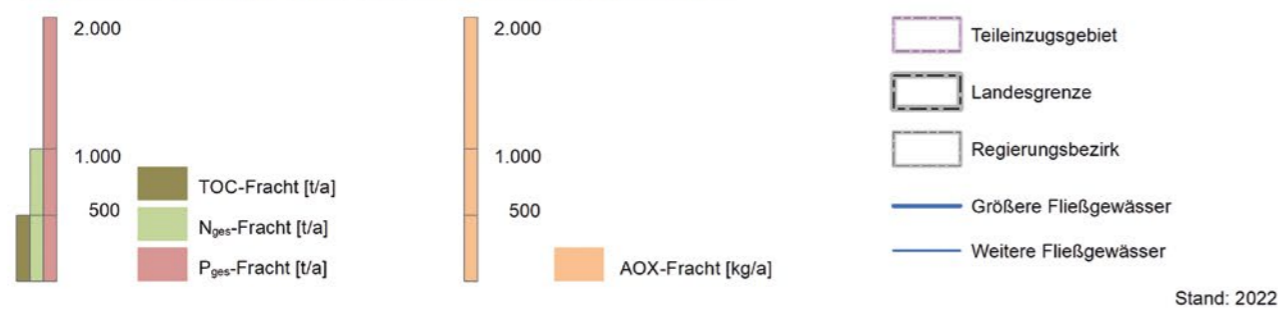 2.000
1.000
500
TOC-Fracht [t/a]
Nges-Fracht [t/a]
Pges-Fracht [t/a]
2.000
1.000
500
AOX-Fracht [kg/a]
Teileinzugsgebiet
Landesgrenze
Regierungsbezirk
Größere Fließgewässer
Weitere Fließgewässer
Stand: 2022